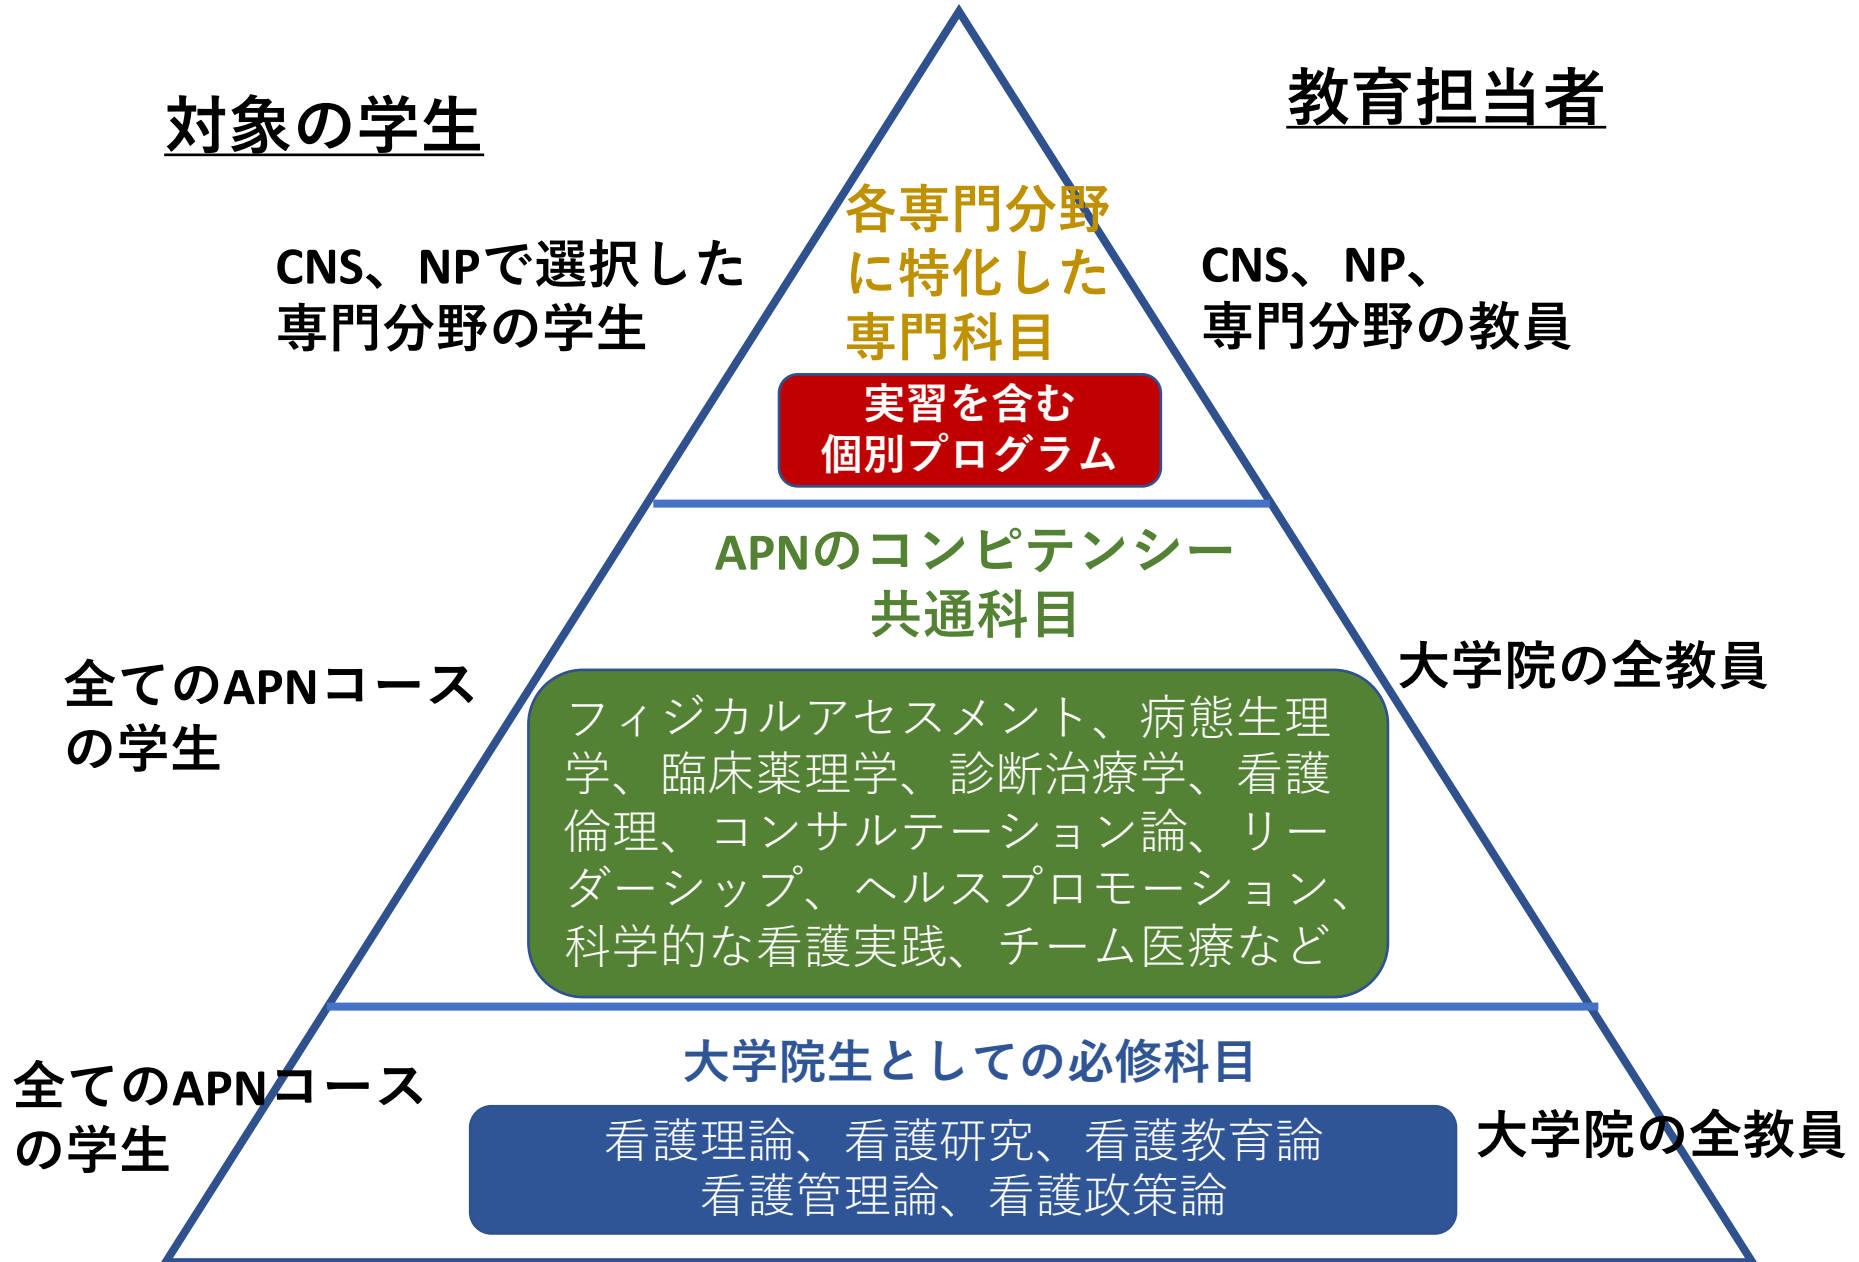 対象の学生
教育担当者
各専門分野
に特化した
専門科目
CNS、NPで選択した
専門分野の学生
CNS、NP、
専門分野の教員
実習を含む
個別プログラム
APNのコンピテンシー
共通科目
全てのAPNコース
の学生
大学院の全教員
フィジカルアセスメント、病態生理
学、臨床薬理学、診断治療学、看護
倫理、コンサルテーション論、リー
ダーシップ、ヘルスプロモーション、
科学的な看護実践、チーム医療など
大学院生としての必修科目
全てのAPNコース
の学生
看護理論、看護研究、看護教育論
看護管理論、看護政策論
大学院の全教員